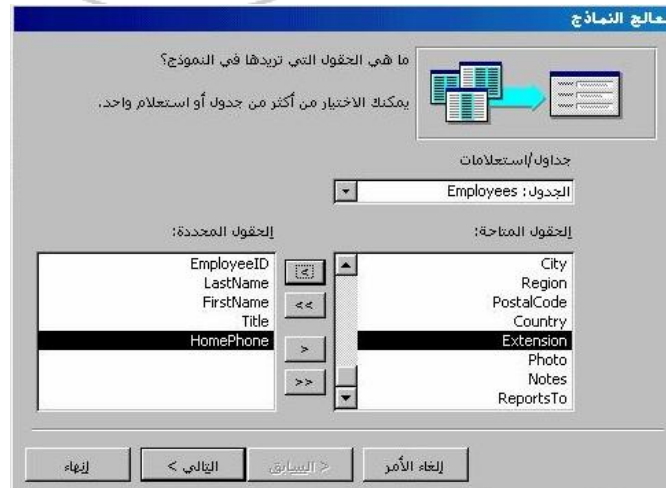 معالج النماذج
ما هي الحقول التي تريدها في النموذج؟
يمكنك الاختيار من أكثر من جدول أو استعلام واحد.
جداول/استعلامات
الجدول: Employees
الحقول المتاحة:
City
Region
PostalCode
Country
Extension
Photo
Notes
ReportsTo
<
<<
>
>>
الحقول المحددة:
EmployeeID
LastName
FirstName
Title
HomePhone
إلغاء الأمر
< السابق
التالي >
إنهاء